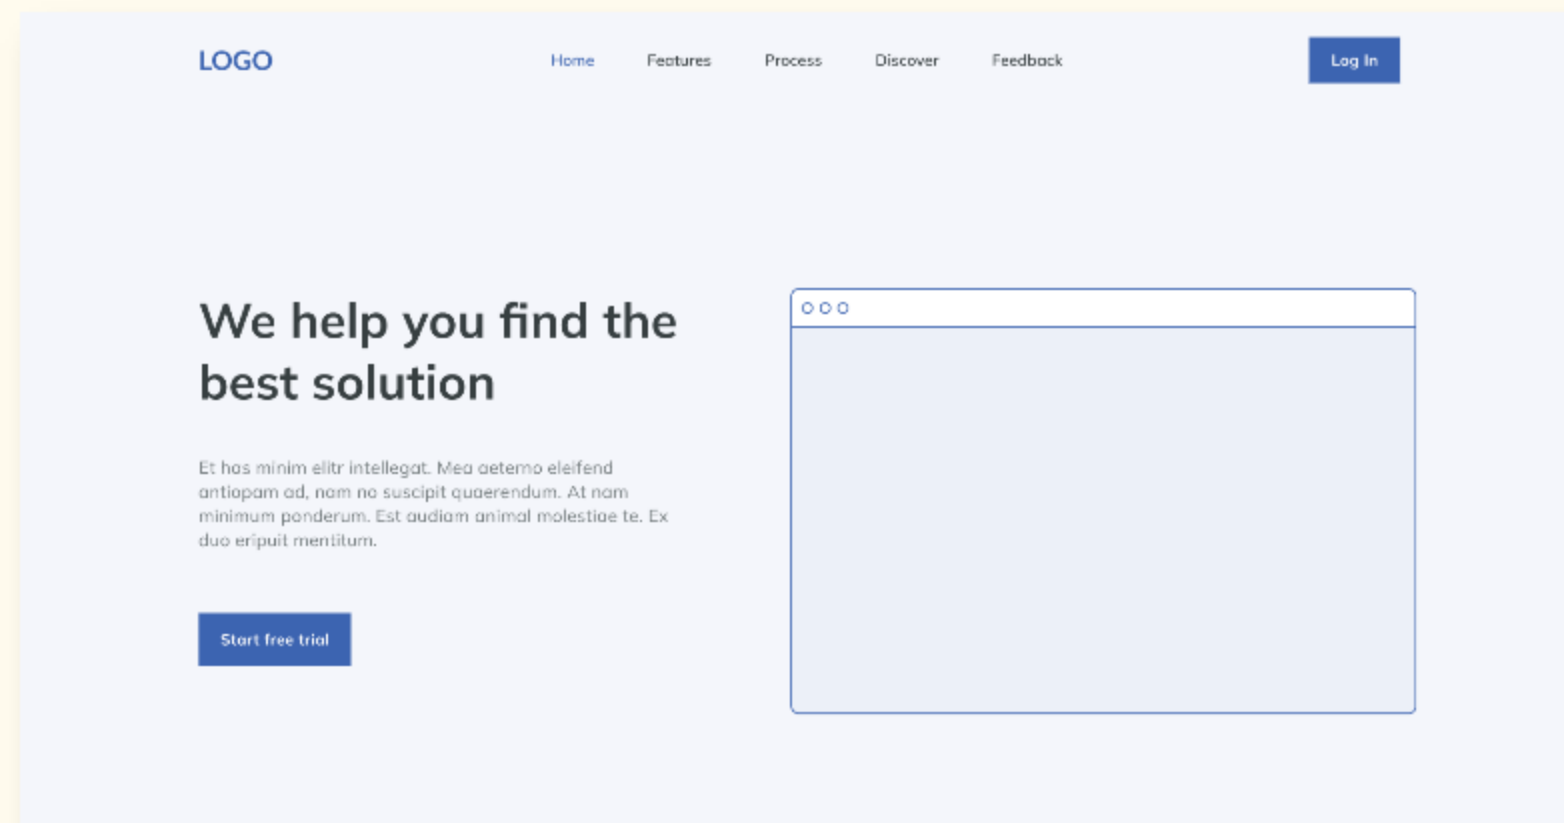 LOGO
Home
Features
Process
Discover
Feedback
Log In
We help you find the
best solution
Et has minim elitr intellegat. Mea aeterno eleifend
antiopam ad, nam no suscipit quaerendum. At nam
minimum ponderum. Est audiam animal molestiae te. Ex
duo eripuit mentitum.
Start free trial